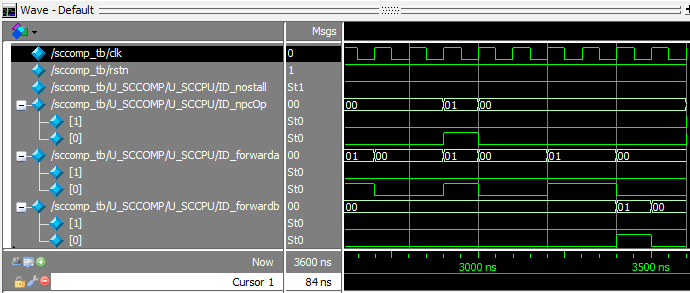 Wave - Default
Msgs
/sccomp_tb/clk 0
/sccomp_tb/rstn 1
/sccomp_tb/U_SCCOMP/U_SCCPU/ID_nostall St1
/sccomp_tb/U_SCCOMP/U_SCCPU/ID_npcOp 00 00 01 00
[1] St0
[0] St0
/sccomp_tb/U_SCCOMP/U_SCCPU/ID_forwarda 00 01 00 01 00 01 00
[1] St0
[0] St0
/sccomp_tb/U_SCCOMP/U_SCCPU/ID_forwardb 00 00 01 00
[1] St0
[0] St0
Now 3600 ns 3000 ns 3500 ns
Cursor 1 84 ns